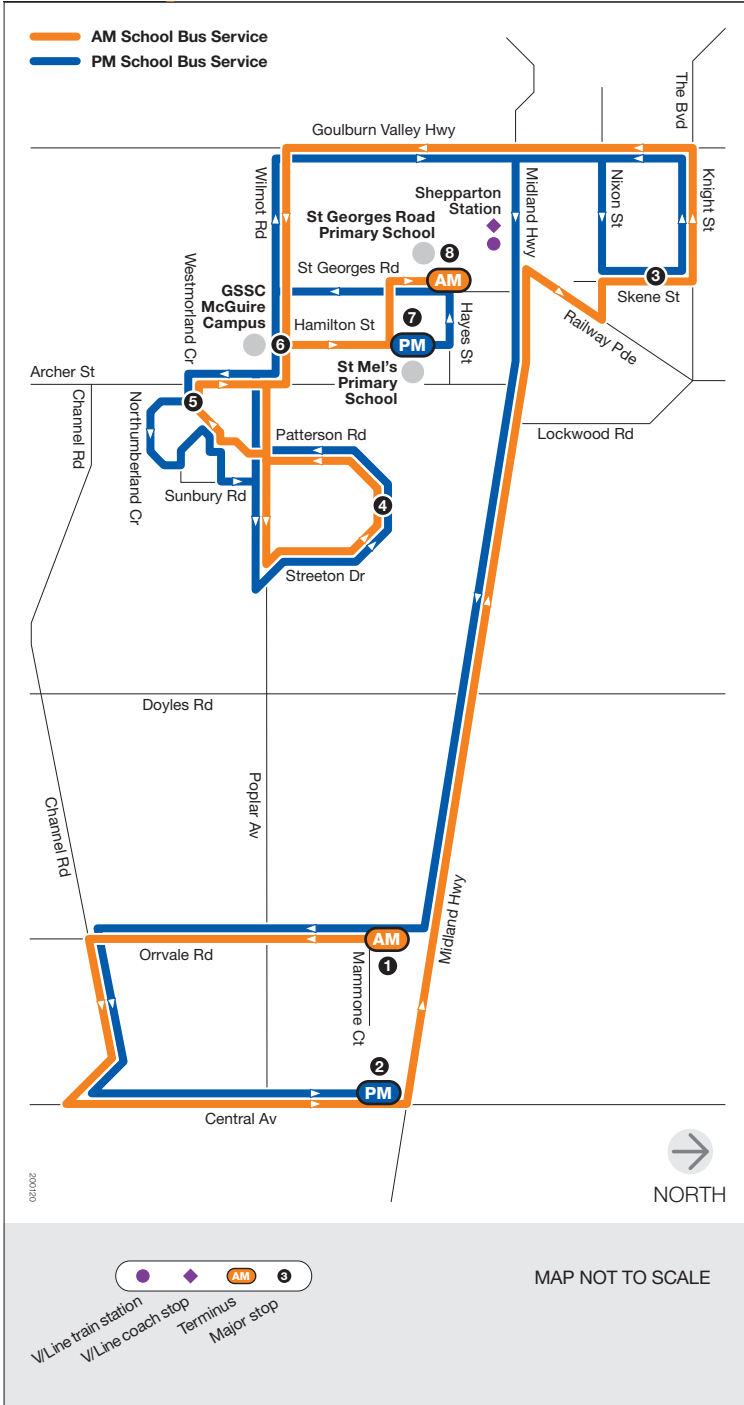 AM School Bus Service
PM School Bus Service
The Bvd
Goulburn Valley Hwy
Wilmot Rd
Midland Hwy
Nixon St
Knight St
Shepparton
Station
St Georges Road
Primary School
8
St Georges Rd
AM
3
Skene St
Westmorland Cr
GSSC
McGuire
Campus
Hamilton St
7
6
PM
Hayes St
Railway Pde
St Mel's
Primary
School
Archer St
Channel Rd
5
Northumberland Cr
Patterson Rd
Lockwood Rd
Sunbury Rd
4
Streeton Dr
Doyles Rd
Poplar Av
Channel Rd
Midland Hwy
AM
Orrvale Rd
1
Mammone Ct
2
PM
Central Av
200120
NORTH
AM
3
V/Line train station
V/Line coach stop
Terminus
Major stop
MAP NOT TO SCALE